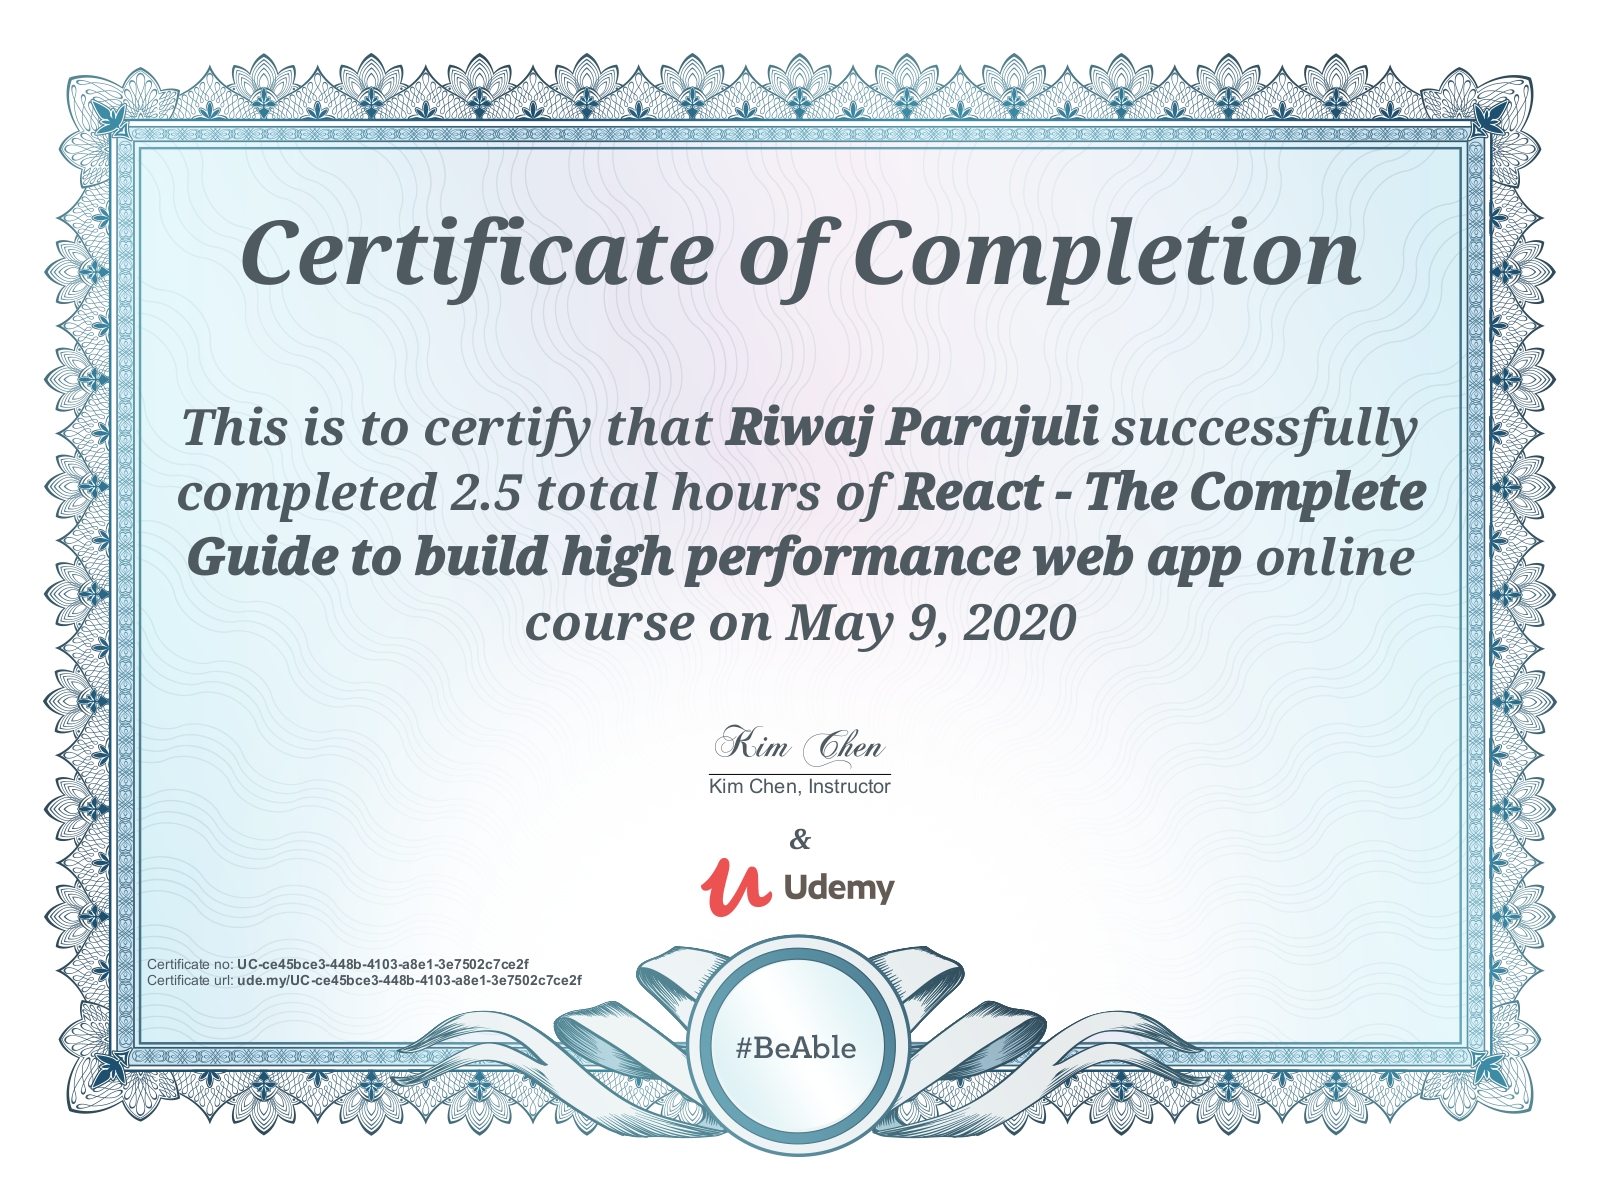 Certificate of Completion
This is to certify that Riwaj Parajuli successfully
completed 2.5 total hours of React - The Complete
Guide to build high performance web app online
course on May 9, 2020
Kim Chen
Kim Chen, Instructor
&
Udemy
Certificate no: UC-ce45bce3-448b-4103-a8e1-3e7502c7ce2f
Certificate url: ude.my/UC-ce45bce3-448b-4103-a8e1-3e7502c7ce2f
#BeAble